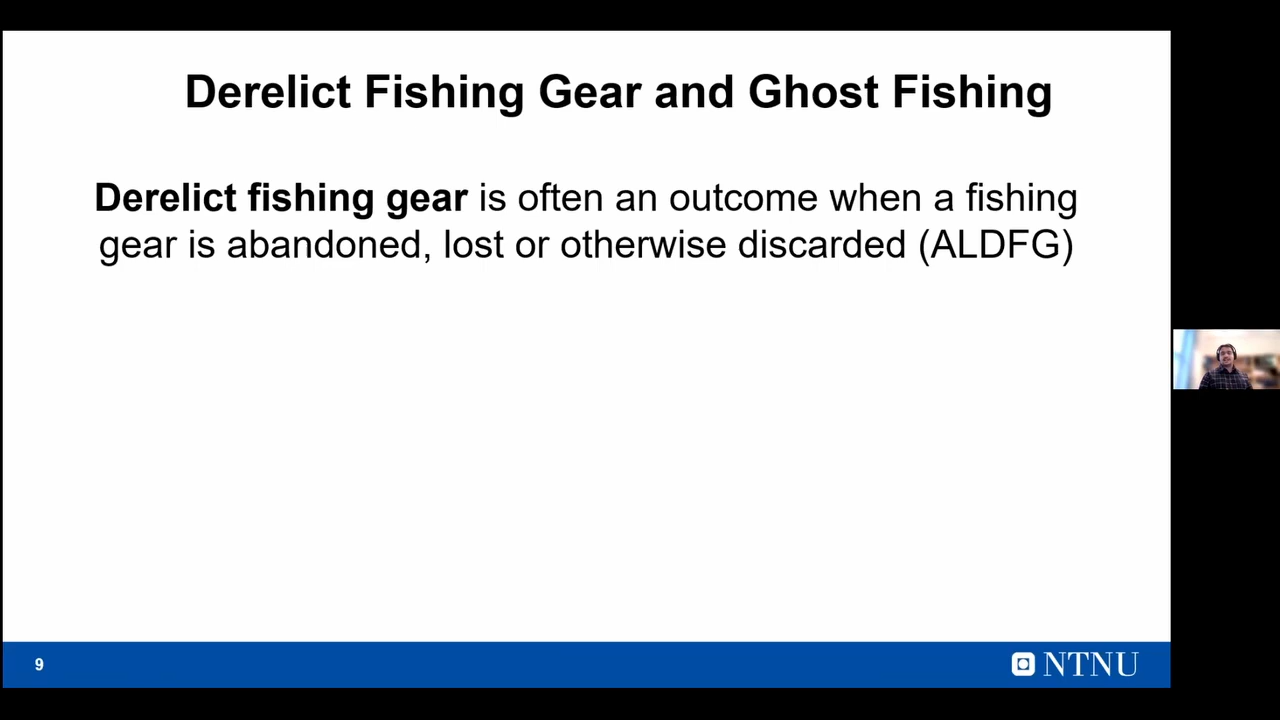 Derelict Fishing Gear and Ghost Fishing
Derelict fishing gear is often an outcome when a fishing
gear is abandoned, lost or otherwise discarded (ALDFG)
9
NTNU